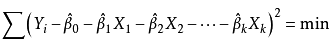 ∑(Yᵢ − β̂₀ − β̂₁X₁ − β̂₂X₂ − ⋯ − β̂ₖXₖ)² = min